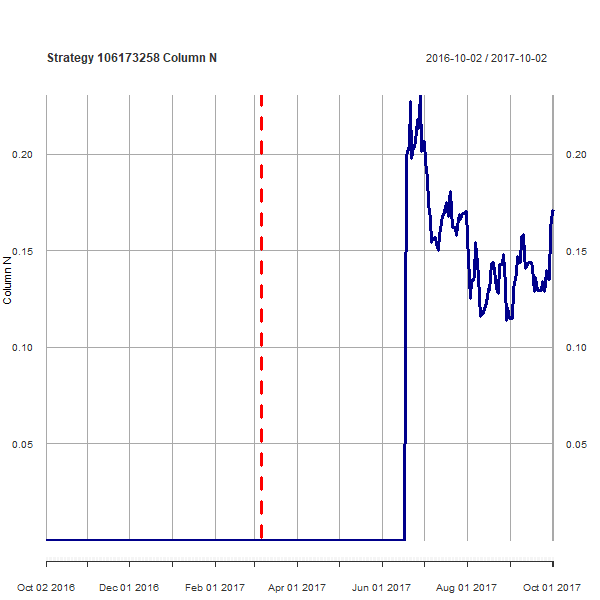 Strategy 106173258 Column N
2016-10-02 / 2017-10-02
0.20
0.20
0.15
0.15
Column N
0.10
0.10
0.05
0.05
Oct 02 2016
Dec 01 2016
Feb 01 2017
Apr 01 2017
Jun 01 2017
Aug 01 2017
Oct 01 2017